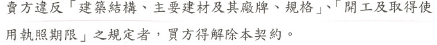 賣方違反「建築結構、主要建材及其廠牌、規格」、「開工及取得使
用執照期限」之規定者，買方得解除本契約。